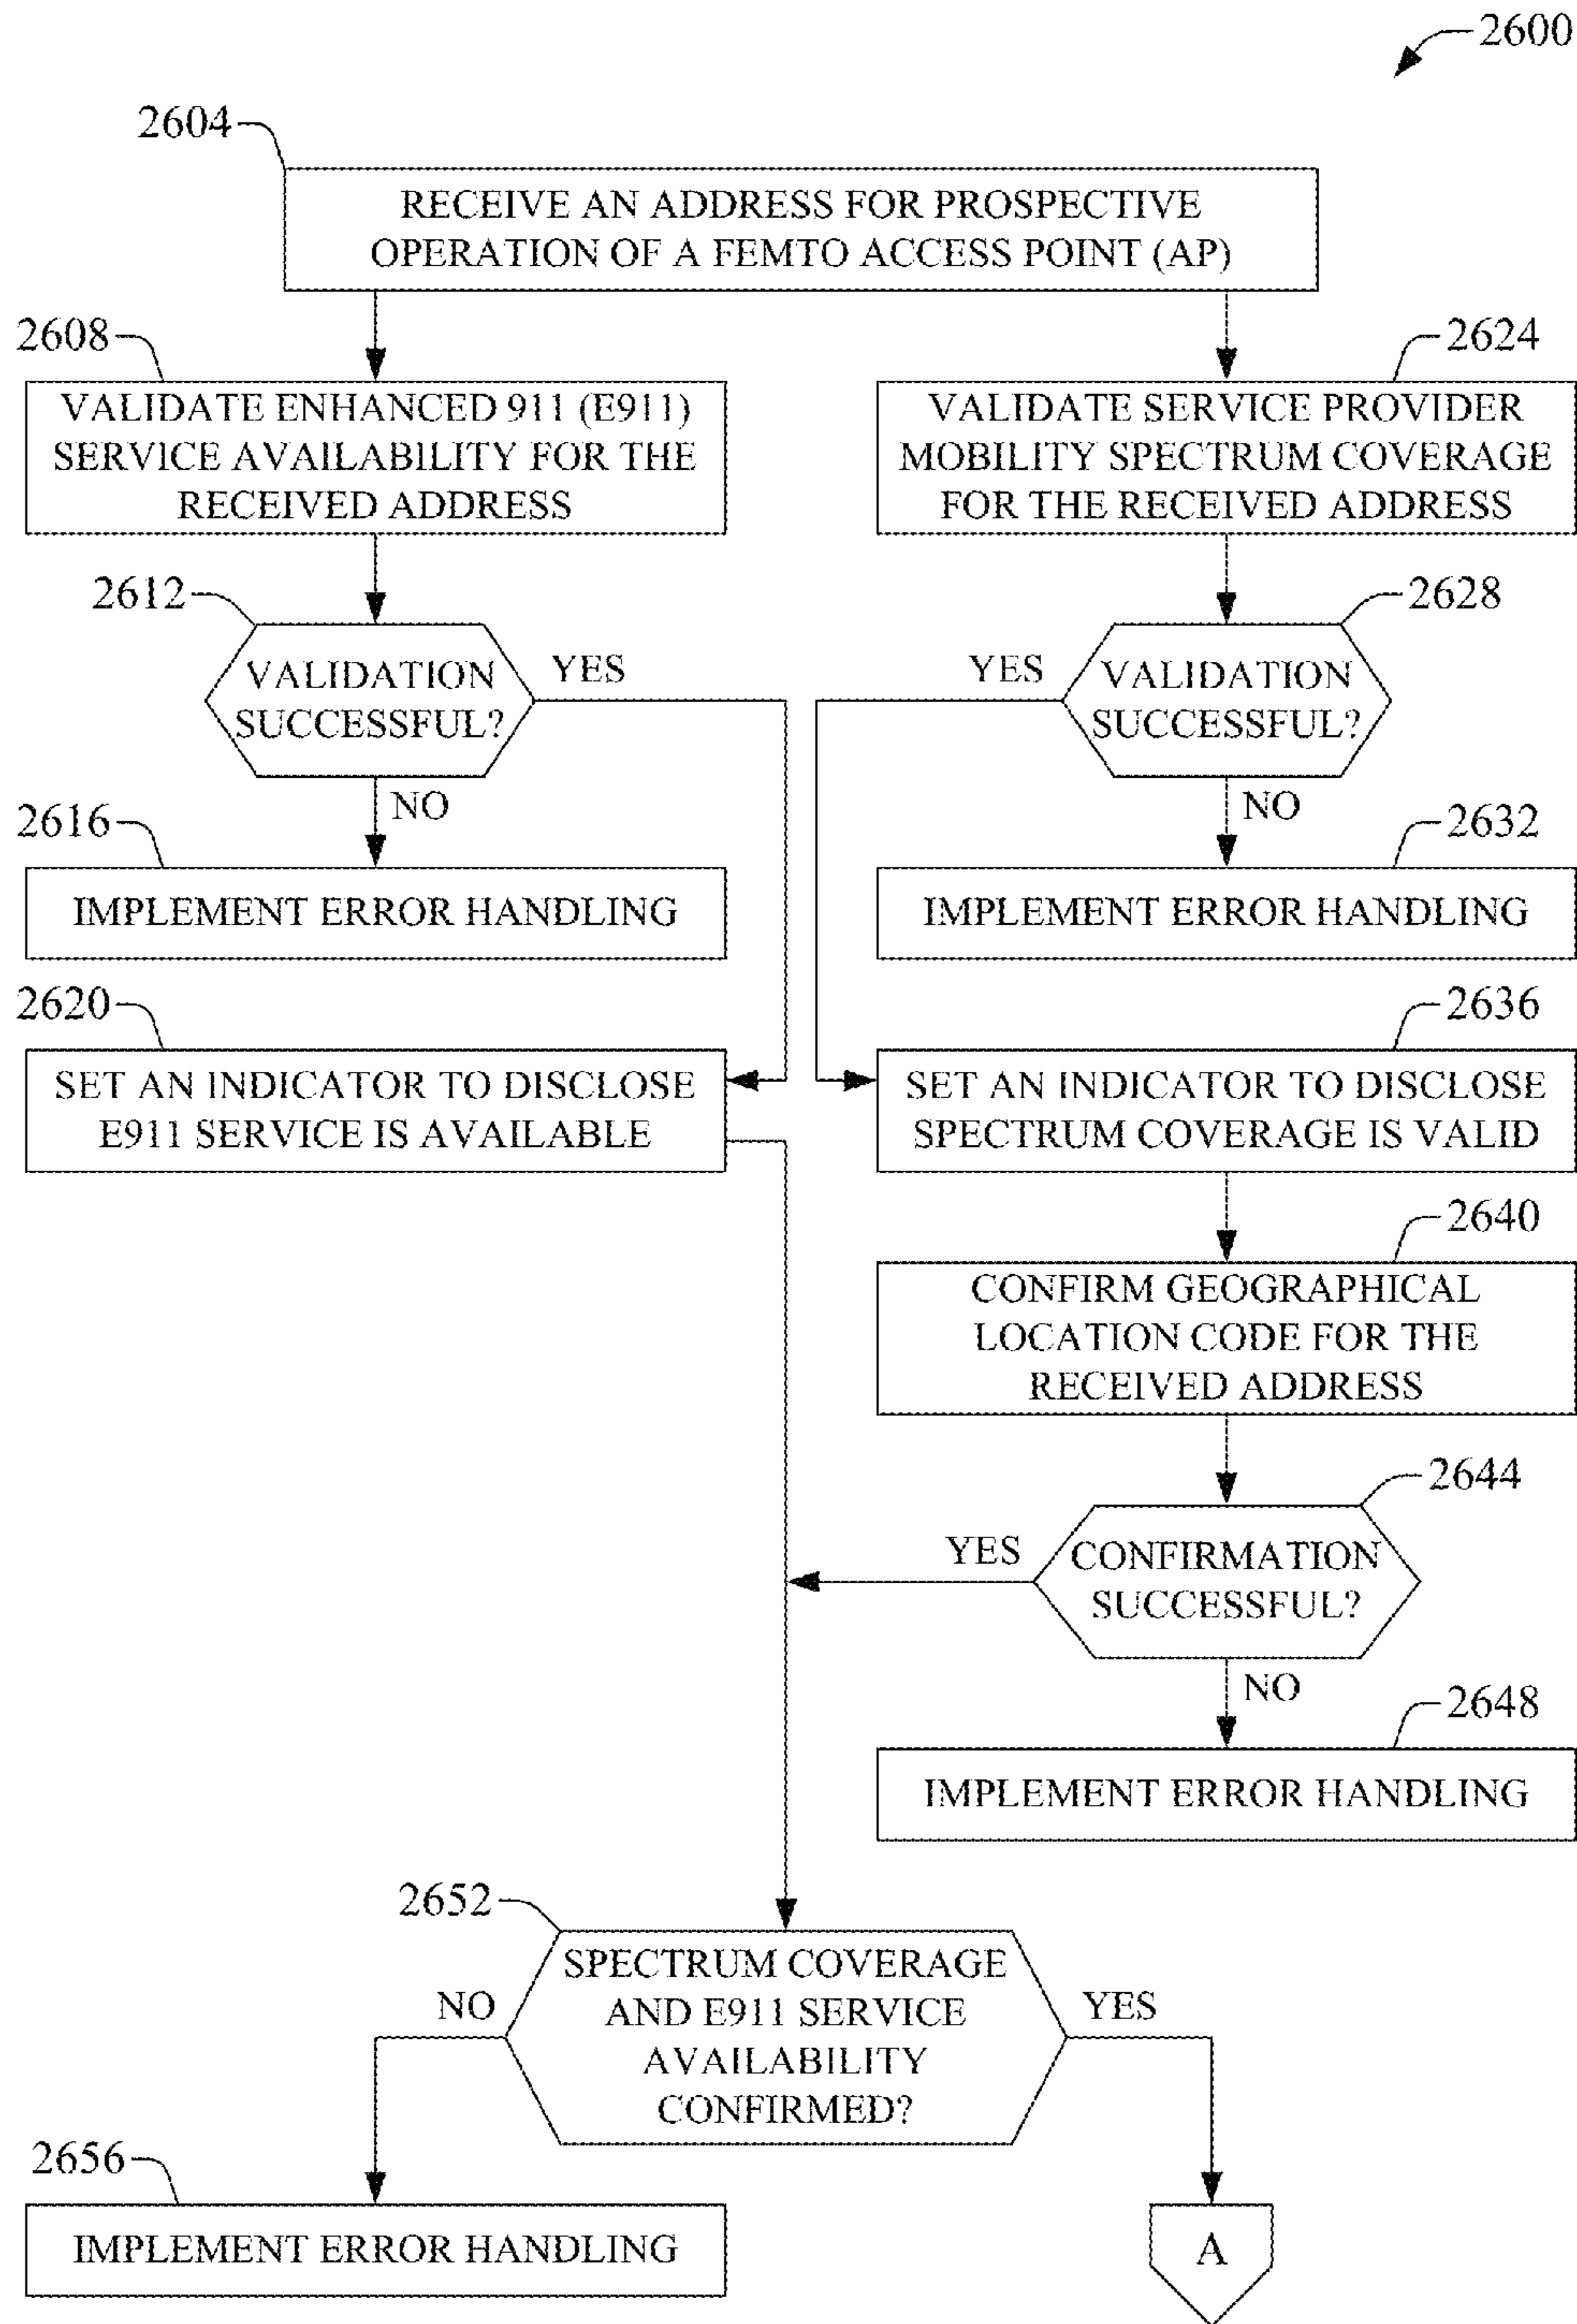 2600
2604
RECEIVE AN ADDRESS FOR PROSPECTIVE
OPERATION OF A FEMTO ACCESS POINT (AP)
2608
VALIDATE ENHANCED 911 (E911)
SERVICE AVAILABILITY FOR THE
RECEIVED ADDRESS
2624
VALIDATE SERVICE PROVIDER
MOBILITY SPECTRUM COVERAGE
FOR THE RECEIVED ADDRESS
2612
VALIDATION
SUCCESSFUL?
YES
NO
2628
YES
VALIDATION
SUCCESSFUL?
NO
2616
IMPLEMENT ERROR HANDLING
2632
IMPLEMENT ERROR HANDLING
2620
SET AN INDICATOR TO DISCLOSE
E911 SERVICE IS AVAILABLE
2636
SET AN INDICATOR TO DISCLOSE
SPECTRUM COVERAGE IS VALID
2640
CONFIRM GEOGRAPHICAL
LOCATION CODE FOR THE
RECEIVED ADDRESS
2644
YES
CONFIRMATION
SUCCESSFUL?
NO
2648
IMPLEMENT ERROR HANDLING
2652
SPECTRUM COVERAGE
AND E911 SERVICE
AVAILABILITY
CONFIRMED?
NO
YES
2656
IMPLEMENT ERROR HANDLING
A